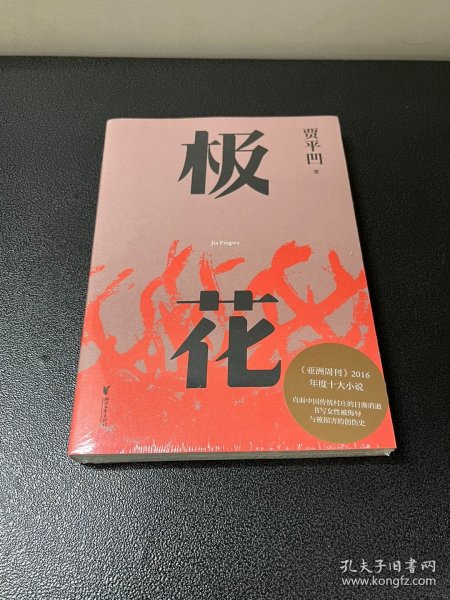 极花
贾平凹 著
Jia Pingwa
《亚洲周刊》2016
年度十大小说
直面中国传统村庄的日渐消逝
书写女性被侮辱
与被损害的创伤史
孔夫子旧书网
www.kongfz.com